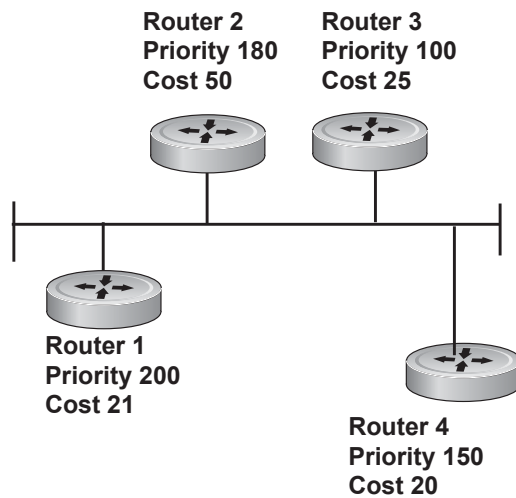 Router 2
Priority 180
Cost 50
Router 3
Priority 100
Cost 25
Router 1
Priority 200
Cost 21
Router 4
Priority 150
Cost 20